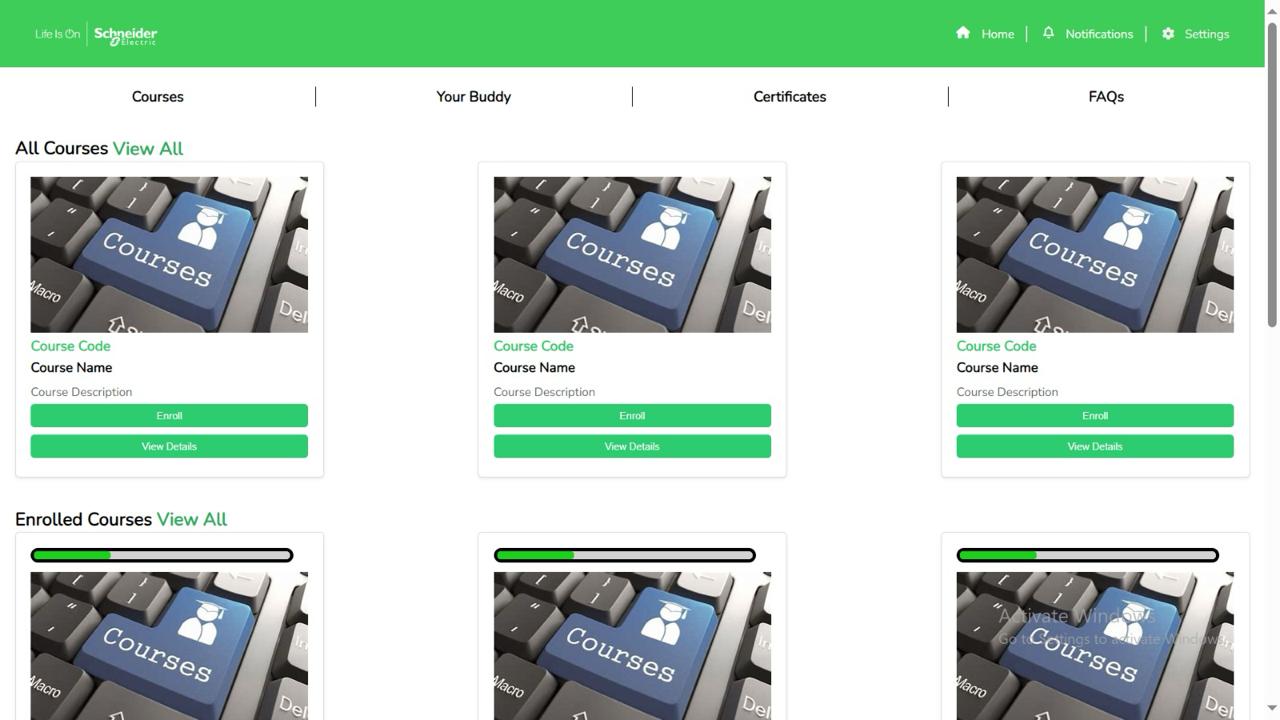 Life Is On Schneider Electric Home Notifications Settings
Courses Your Buddy Certificates FAQs
All Courses View All
Courses Macro Del
Courses Macro Del
Courses Macro Del
Course Code Course Code Course Code
Course Name Course Name Course Name
Course Description Course Description Course Description
Enroll Enroll Enroll
View Details View Details View Details
Enrolled Courses View All
Courses Macro Del
Courses Macro Del
Courses Macro Del
Activate Windows
Go to Settings to activate Windows.